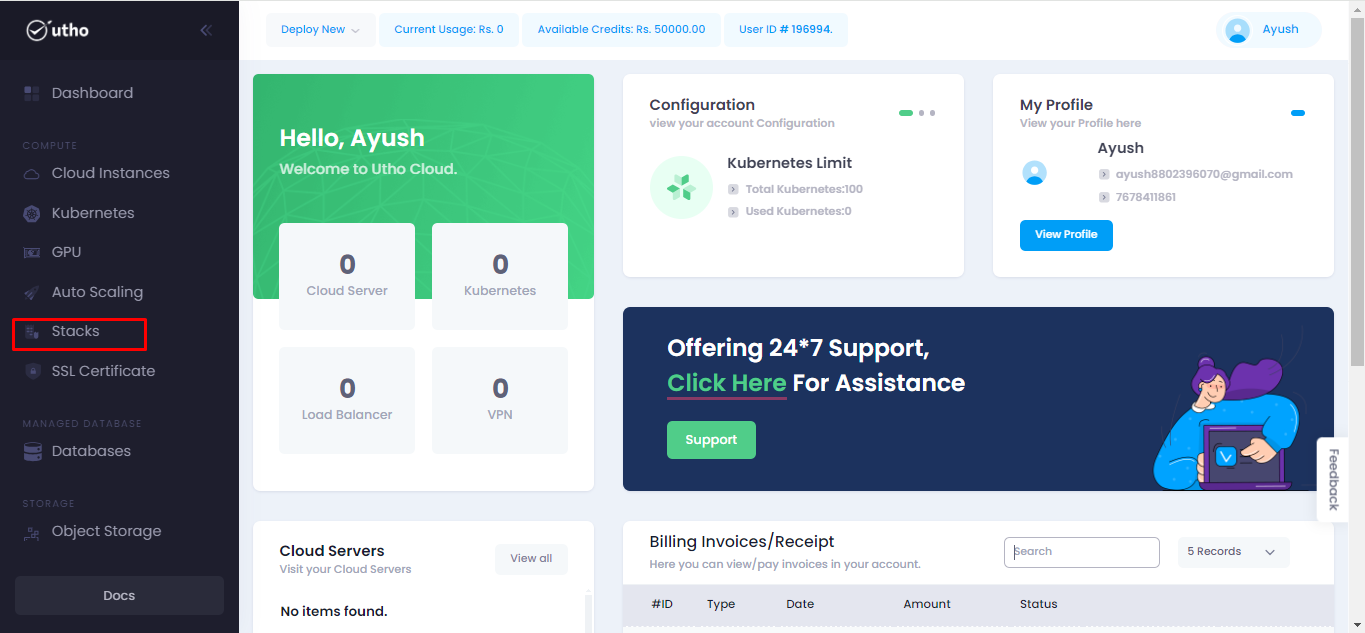 utho
Dashboard
COMPUTE
Cloud Instances
Kubernetes
GPU
Auto Scaling
Stacks
SSL Certificate
MANAGED DATABASE
Databases
STORAGE
Object Storage
Docs
Deploy New
Current Usage: Rs. 0
Available Credits: Rs. 50000.00
User ID # 196994.
Ayush
Hello, Ayush
Welcome to Utho Cloud.
0
Cloud Server
0
Kubernetes
0
Load Balancer
0
VPN
Configuration
view your account Configuration
Kubernetes Limit
Total Kubernetes:100
Used Kubernetes:0
My Profile
View your Profile here
Ayush
ayush8802396070@gmail.com
7678411861
View Profile
Offering 24*7 Support,
Click Here For Assistance
Support
Feedback
Cloud Servers
Visit your Cloud Servers
View all
No items found.
Billing Invoices/Receipt
Here you can view/pay invoices in your account.
Search
5 Records
#ID Type Date Amount Status